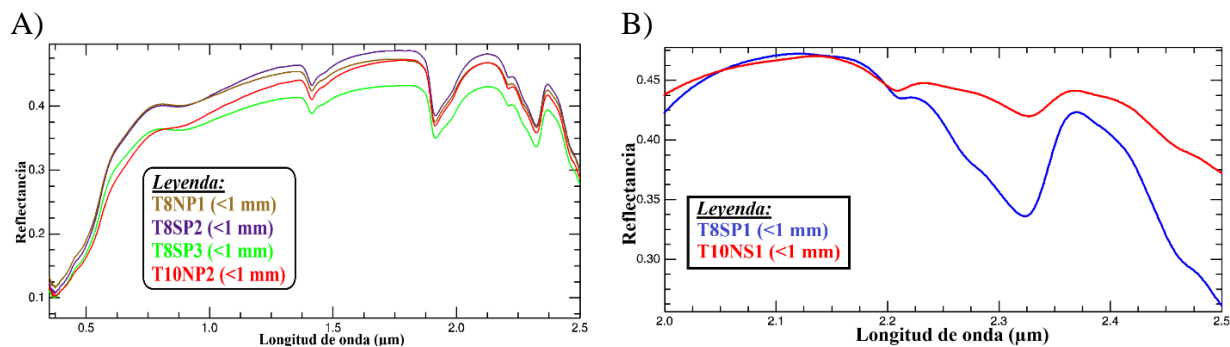 A)
Reflectancia
0.4
0.3
0.2
0.1
0.5
1.0
1.5
2.0
2.5
Longitud de onda (µm)
Leyenda:
T8NP1 (<1 mm)
T8SP2 (<1 mm)
T8SP3 (<1 mm)
T10NP2 (<1 mm)
B)
Reflectancia
0.45
0.40
0.35
0.30
2.0
2.1
2.2
2.3
2.4
2.5
Longitud de onda (µm)
Leyenda:
T8SP1 (<1 mm)
T10NS1 (<1 mm)